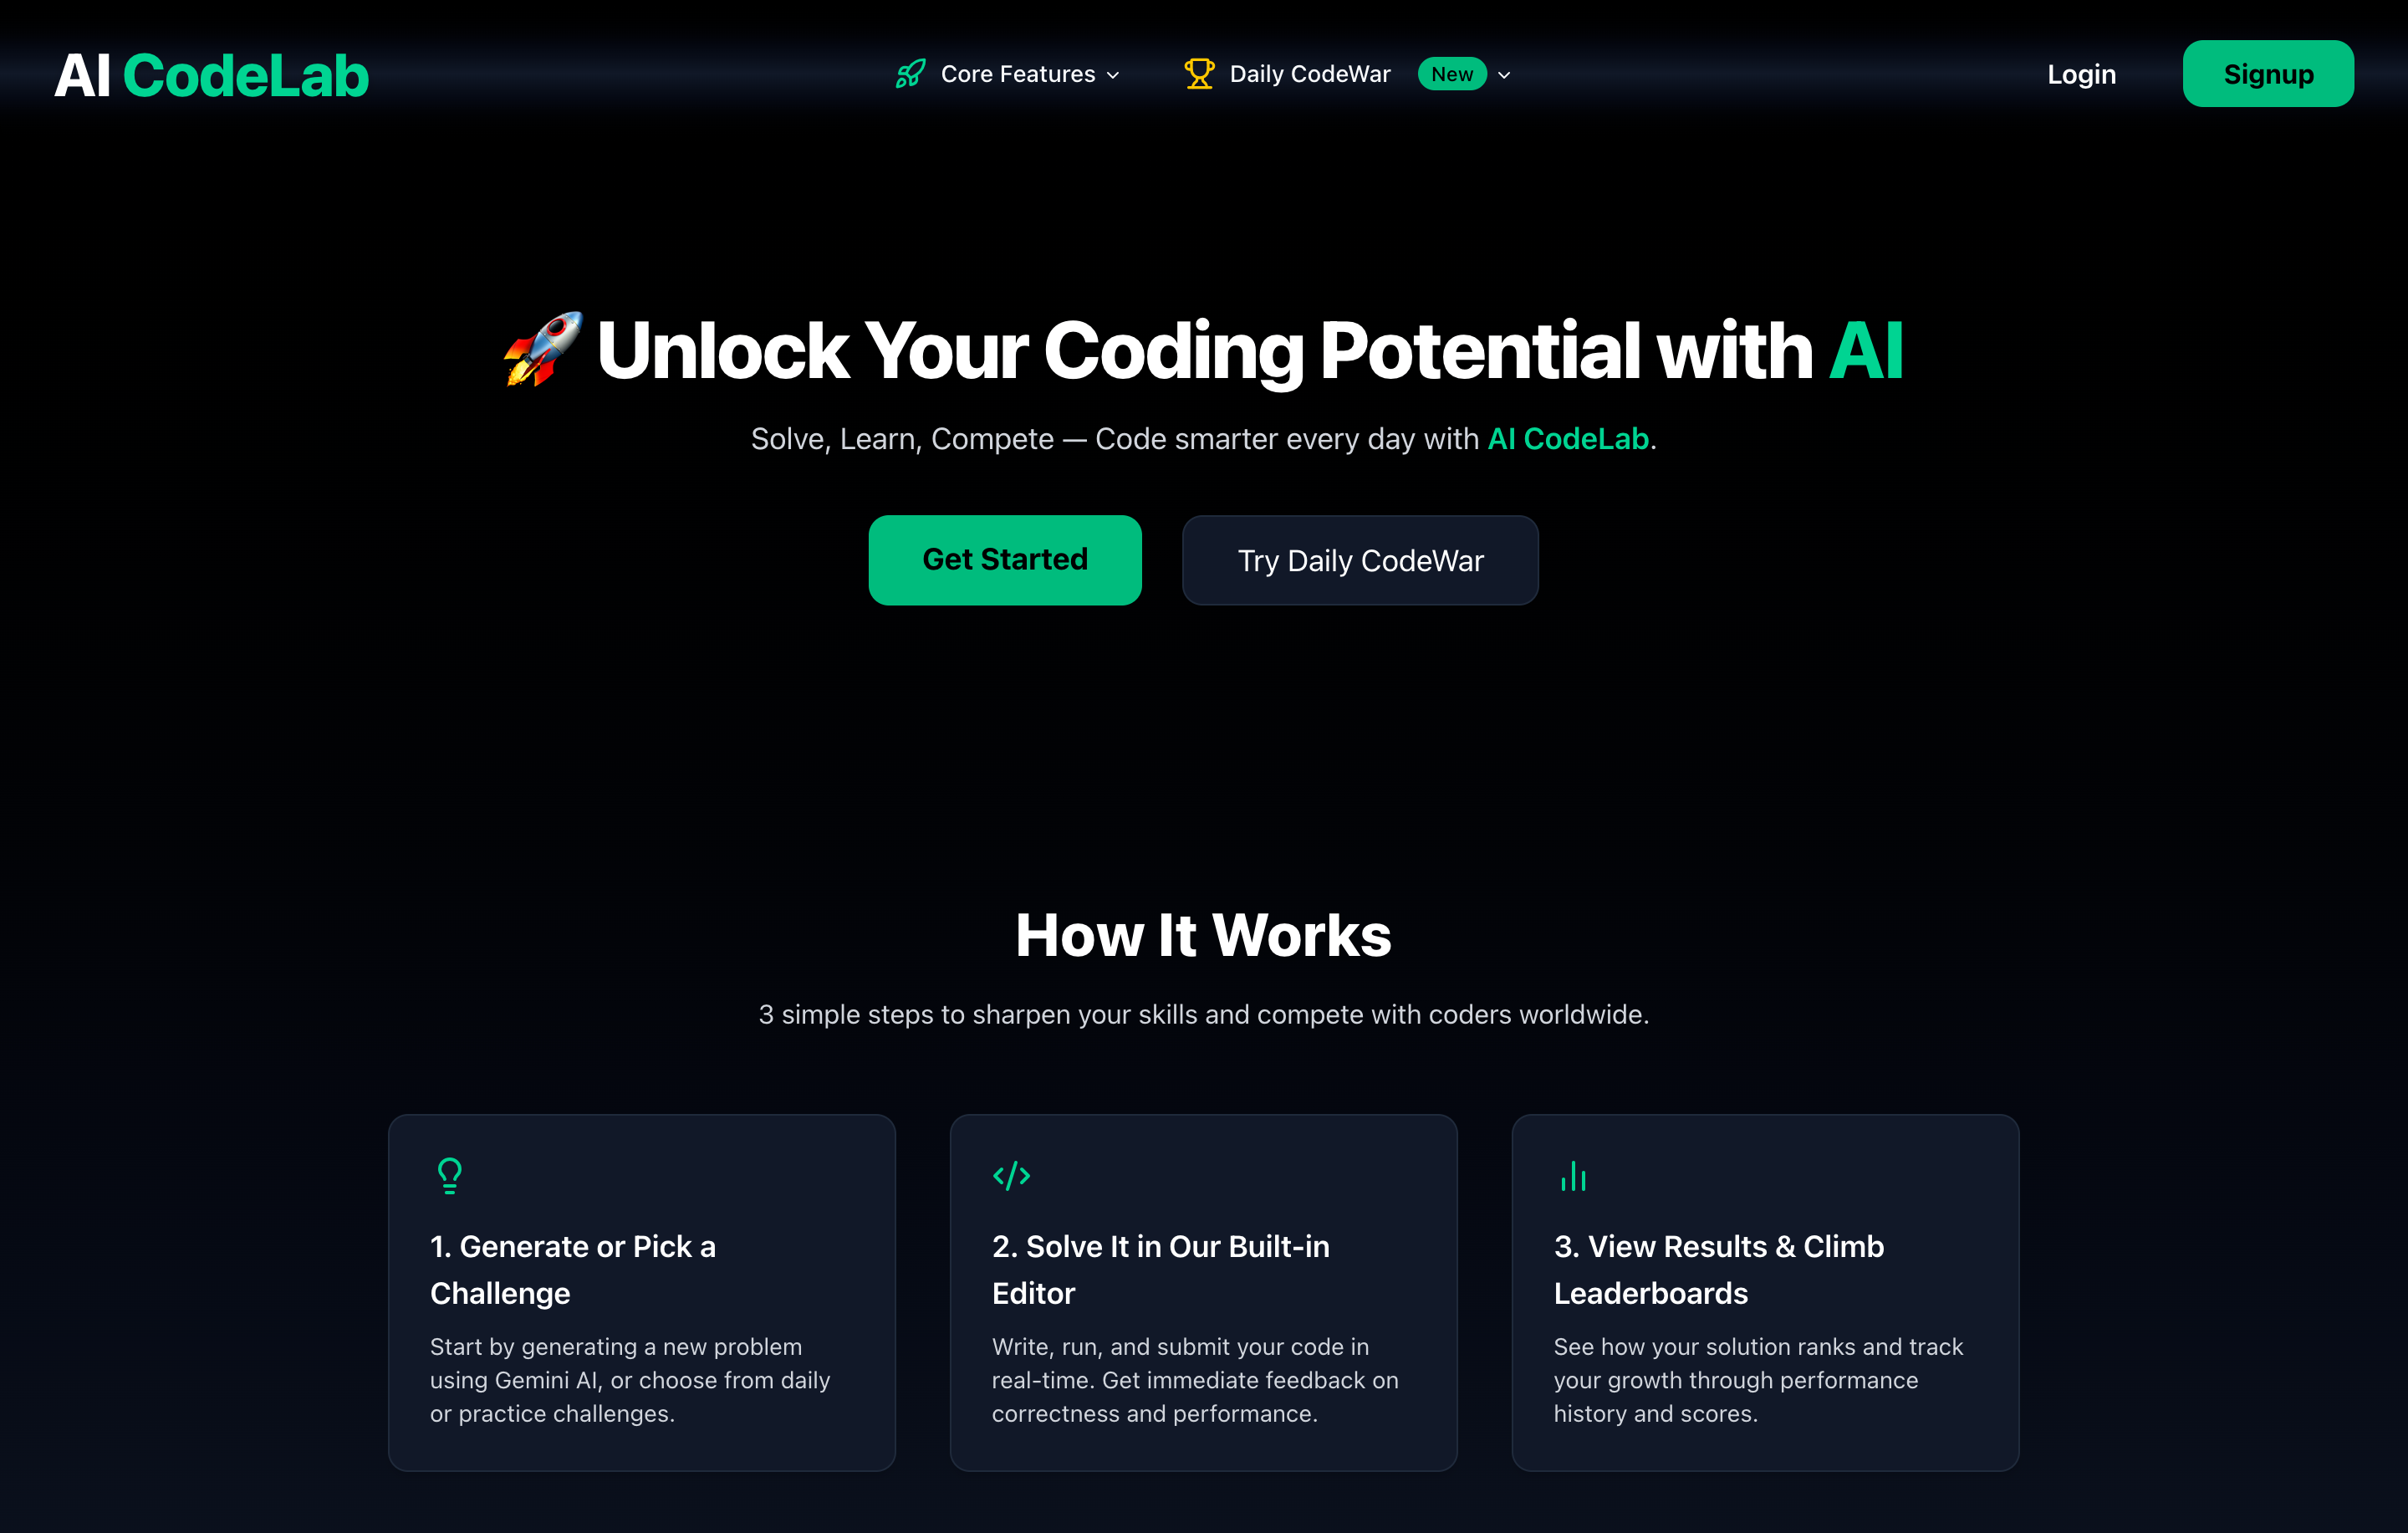 AI CodeLab
Core Features
Daily CodeWar New
Login
Signup
Unlock Your Coding Potential with AI
Solve, Learn, Compete — Code smarter every day with AI CodeLab.
Get Started
Try Daily CodeWar
How It Works
3 simple steps to sharpen your skills and compete with coders worldwide.
1. Generate or Pick a
Challenge
Start by generating a new problem
using Gemini AI, or choose from daily
or practice challenges.
2. Solve It in Our Built-in
Editor
Write, run, and submit your code in
real-time. Get immediate feedback on
correctness and performance.
3. View Results & Climb
Leaderboards
See how your solution ranks and track
your growth through performance
history and scores.